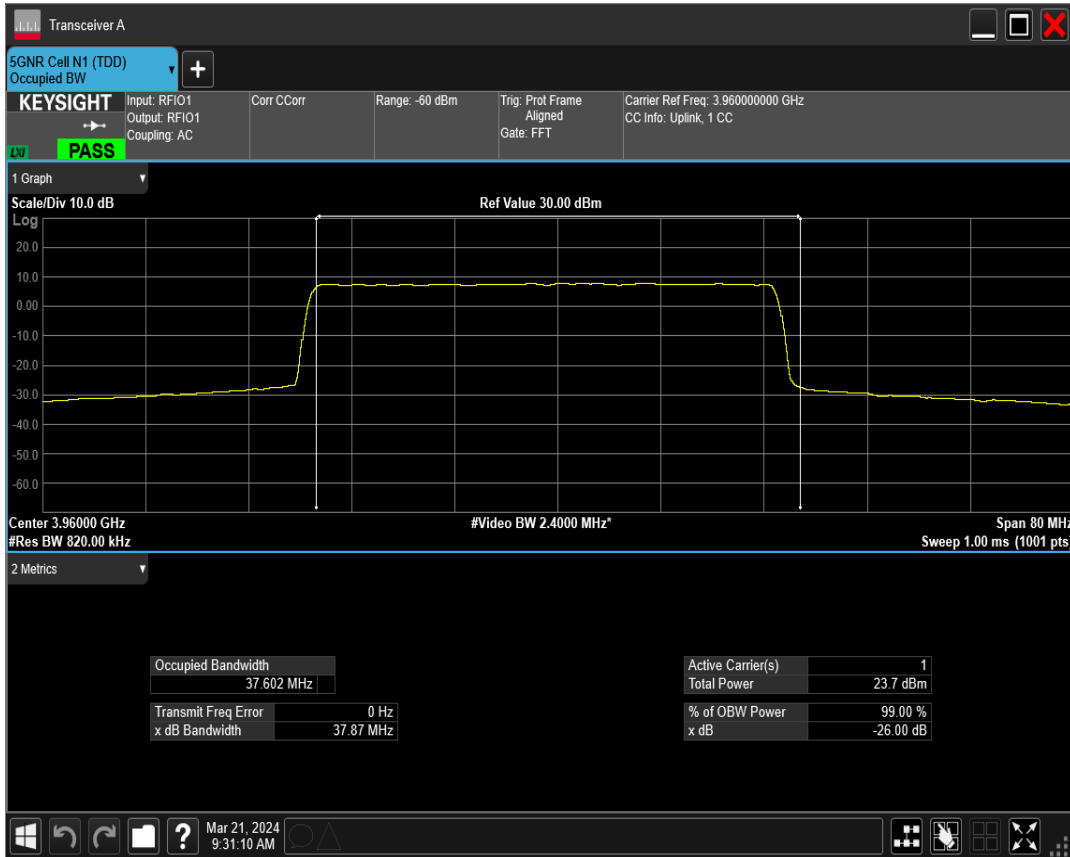 Transceiver A
5GNR Cell N1 (TDD)
Occupied BW
+
KEYSIGHT
LXI
PASS
Input: RFIO1
Output: RFIO1
Coupling: AC
Corr CCorr
Range: -60 dBm
Trig: Prot Frame
Aligned
Gate: FFT
Carrier Ref Freq: 3.960000000 GHz
CC Info: Uplink, 1 CC
1 Graph
Scale/Div 10.0 dB
Ref Value 30.00 dBm
Log
20.0
10.0
0.00
-10.0
-20.0
-30.0
-40.0
-50.0
-60.0
Center 3.96000 GHz
#Video BW 2.4000 MHz*
Span 80 MHz
#Res BW 820.00 kHz
Sweep 1.00 ms (1001 pts)
2 Metrics
Occupied Bandwidth
37.602 MHz
Transmit Freq Error 0 Hz
x dB Bandwidth 37.87 MHz
Active Carrier(s) 1
Total Power 23.7 dBm
% of OBW Power 99.00 %
x dB -26.00 dB
?
Mar 21, 2024
9:31:10 AM